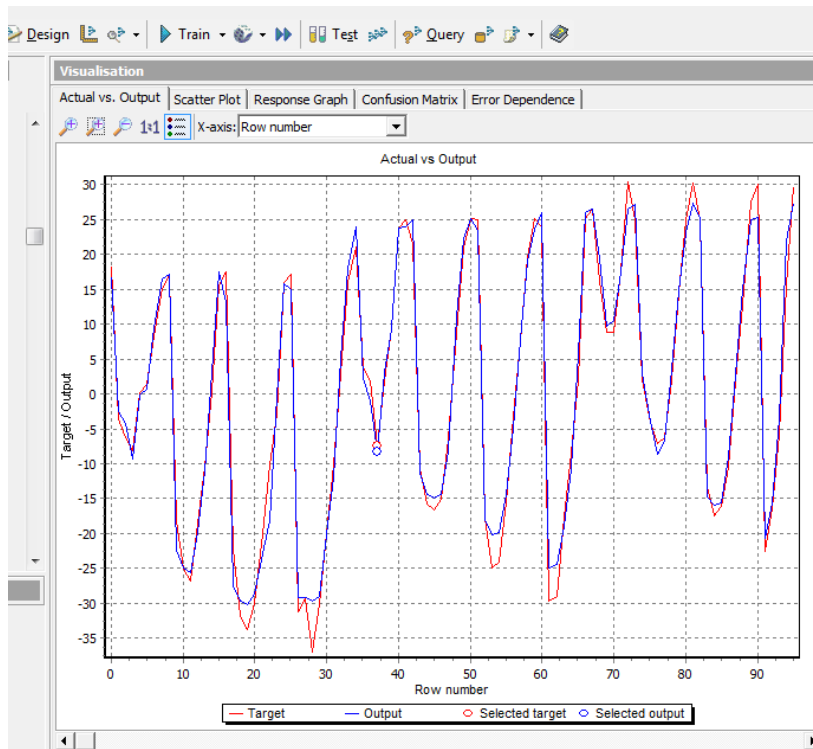 Design Train Test Query
Visualisation
Actual vs. Output Scatter Plot Response Graph Confusion Matrix Error Dependence
1:1 X-axis: Row number
Actual vs Output
30
25
20
15
10
5
0
-5
-10
-15
-20
-25
-30
-35
Target / Output
0 10 20 30 40 50 60 70 80 90
Row number
Target Output Selected target Selected output